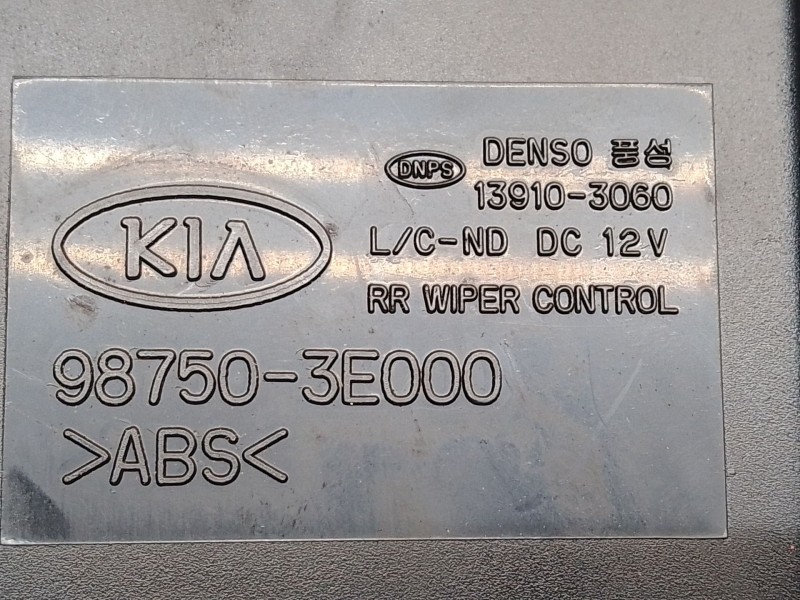 KIA
DNPS DENSO 풍성
13910-3060
L/C-ND DC 12V
RR WIPER CONTROL
98750-3E000
>ABS<